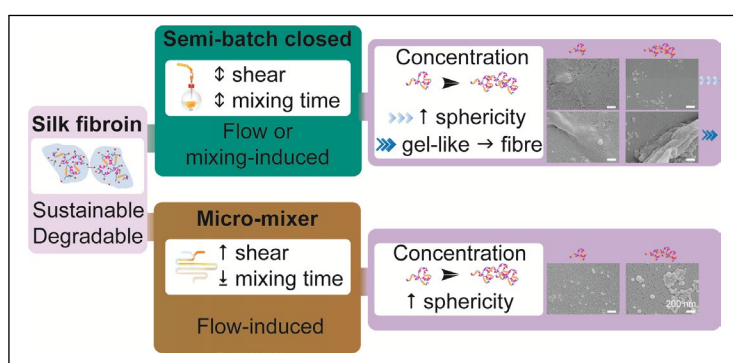 Silk fibroin
Sustainable
Degradable
Semi-batch closed
↕ shear
↕ mixing time
Flow or
mixing-induced
Concentration
↑ sphericity
gel-like → fibre
Micro-mixer
↑ shear
↓ mixing time
Flow-induced
Concentration
↑ sphericity
200 nm